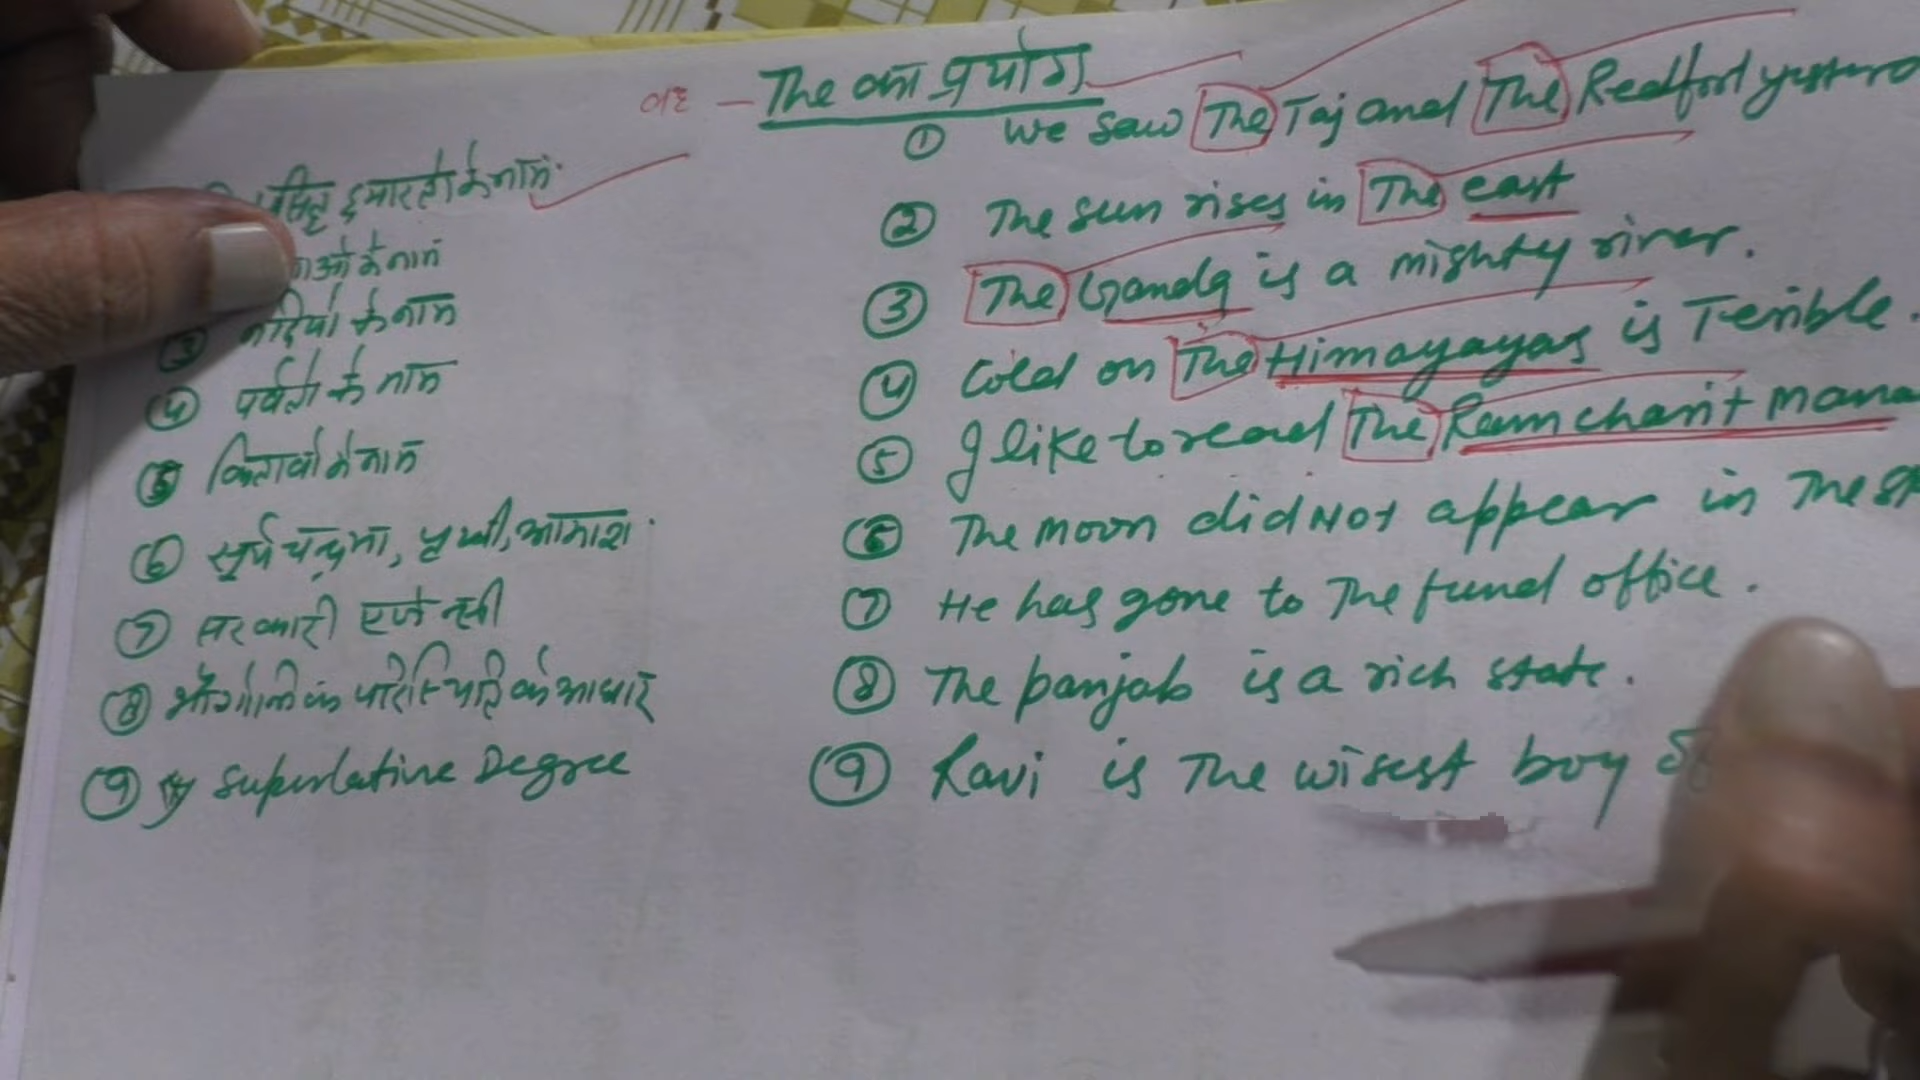 वह — The का प्रयोग
इमारतो के नाम
के नाम
③ नदियो के नाम
④ पर्वतो के नाम
⑤ किताबो के नाम
⑥ सूर्य चन्द्रमा, पृथ्वी, आकाश
⑦ सरकारी एजेन्सी
⑧ भौगोलिक परिस्थिति के आधार
⑨ Superlative Degree
① We saw The Taj and The Redfort
② The sun rises in The east
③ The Ganga is a mighty river.
④ Cold on The Himayayas is Terrible.
⑤ I like to read The Ramcharit
⑥ The moon did Not appear in The
⑦ He has gone to The fund office.
⑧ The panjab is a rich state.
⑨ Ravi is The wisest boy